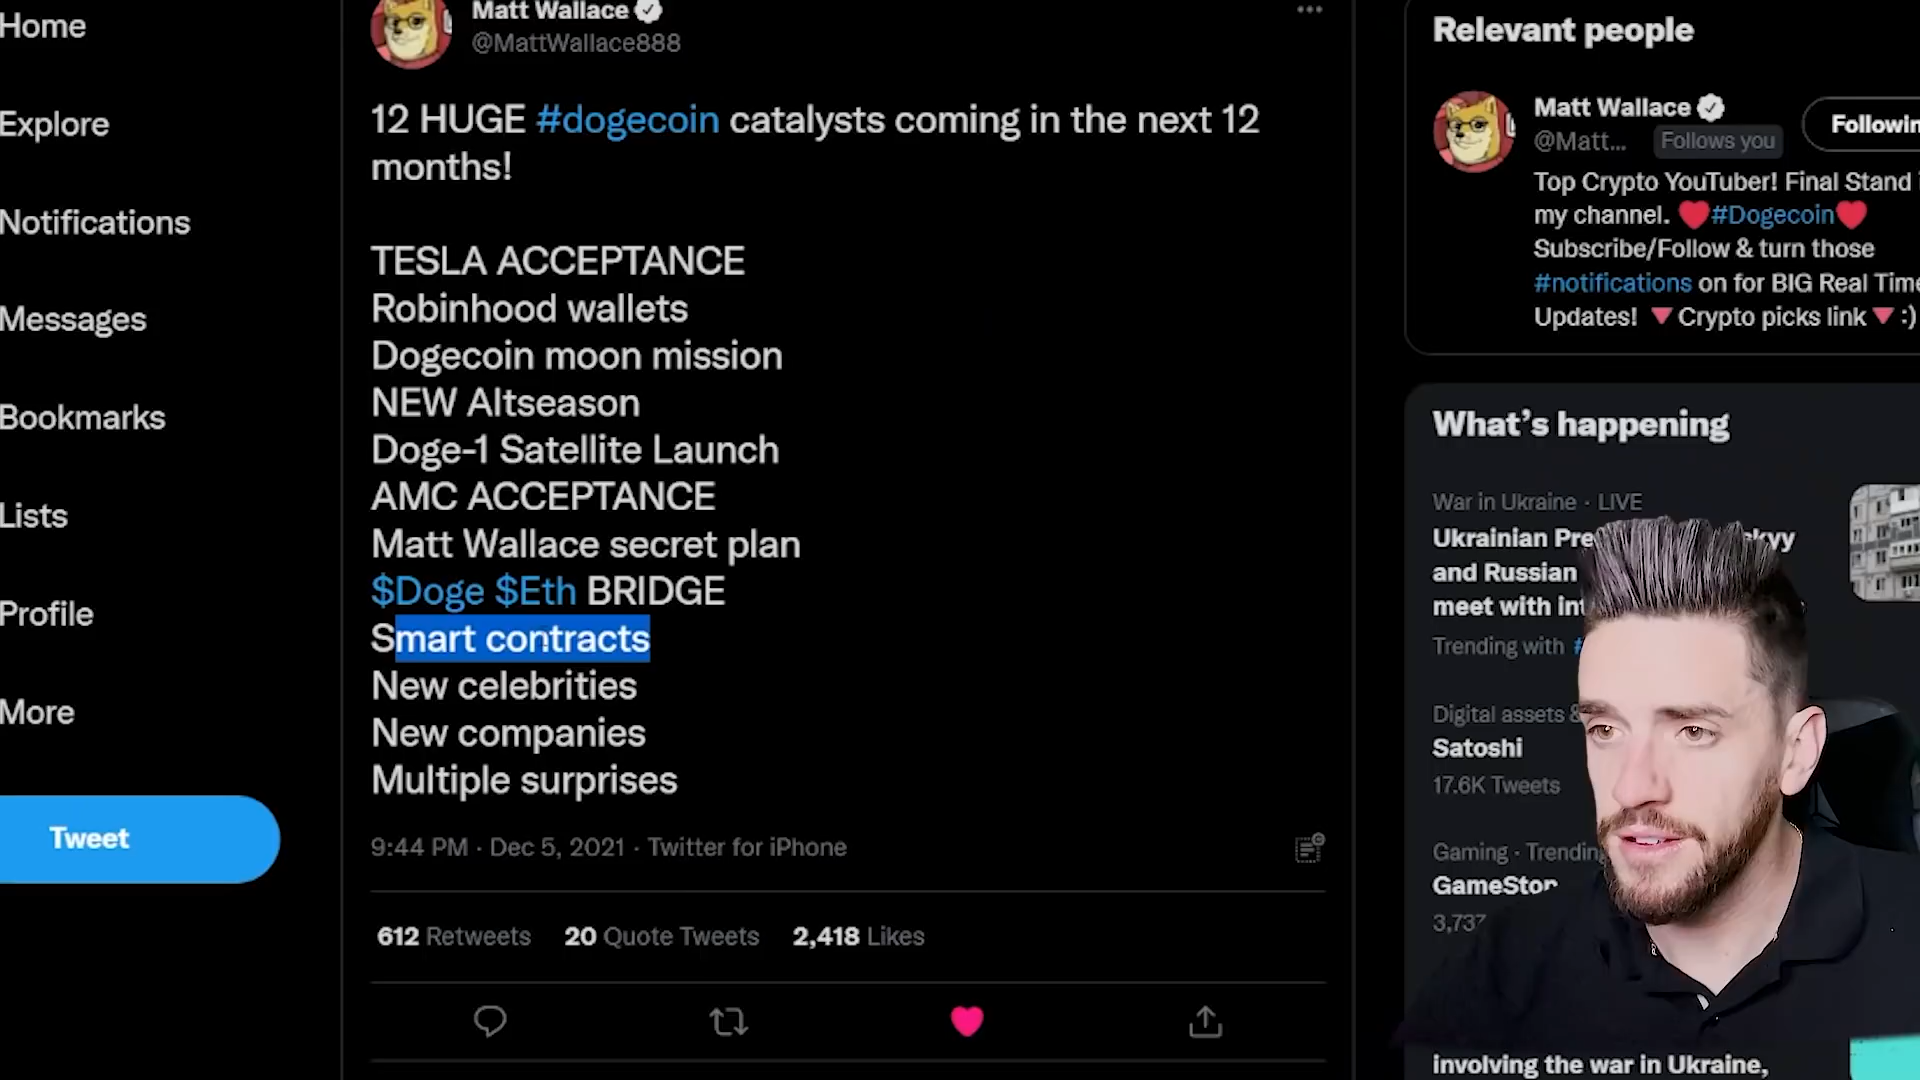 Home
Explore
Notifications
Messages
Bookmarks
Lists
Profile
More
Tweet
Matt Wallace
@MattWallace888
12 HUGE #dogecoin catalysts coming in the next 12
months!
TESLA ACCEPTANCE
Robinhood wallets
Dogecoin moon mission
NEW Altseason
Doge-1 Satellite Launch
AMC ACCEPTANCE
Matt Wallace secret plan
$Doge $Eth BRIDGE
Smart contracts
New celebrities
New companies
Multiple surprises
9:44 PM · Dec 5, 2021 · Twitter for iPhone
612 Retweets 20 Quote Tweets 2,418 Likes
Relevant people
Matt Wallace
@Matt... Follows you
Followin
Top Crypto YouTuber! Final Stand
my channel. ❤️#Dogecoin❤️
Subscribe/Follow & turn those
#notifications on for BIG Real Time
Updates! 🔻Crypto picks link🔻:)
What's happening
War in Ukraine · LIVE
Ukrainian Pre kyy
and Russian
meet with int
Trending with #
Digital assets &
Satoshi
17.6K Tweets
Gaming · Trending
GameStop
3,737
involving the war in Ukraine,